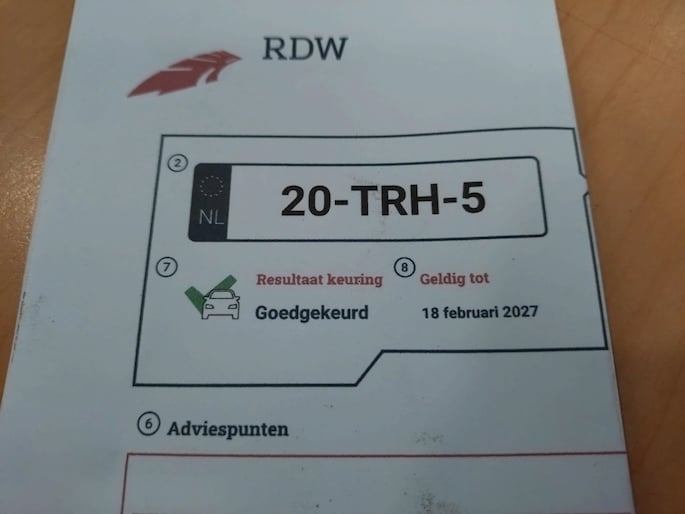 RDW
2
20-TRH-5
NL
7
Resultaat keuring
8
Geldig tot
Goedgekeurd
18 februari 2027
6
Adviespunten